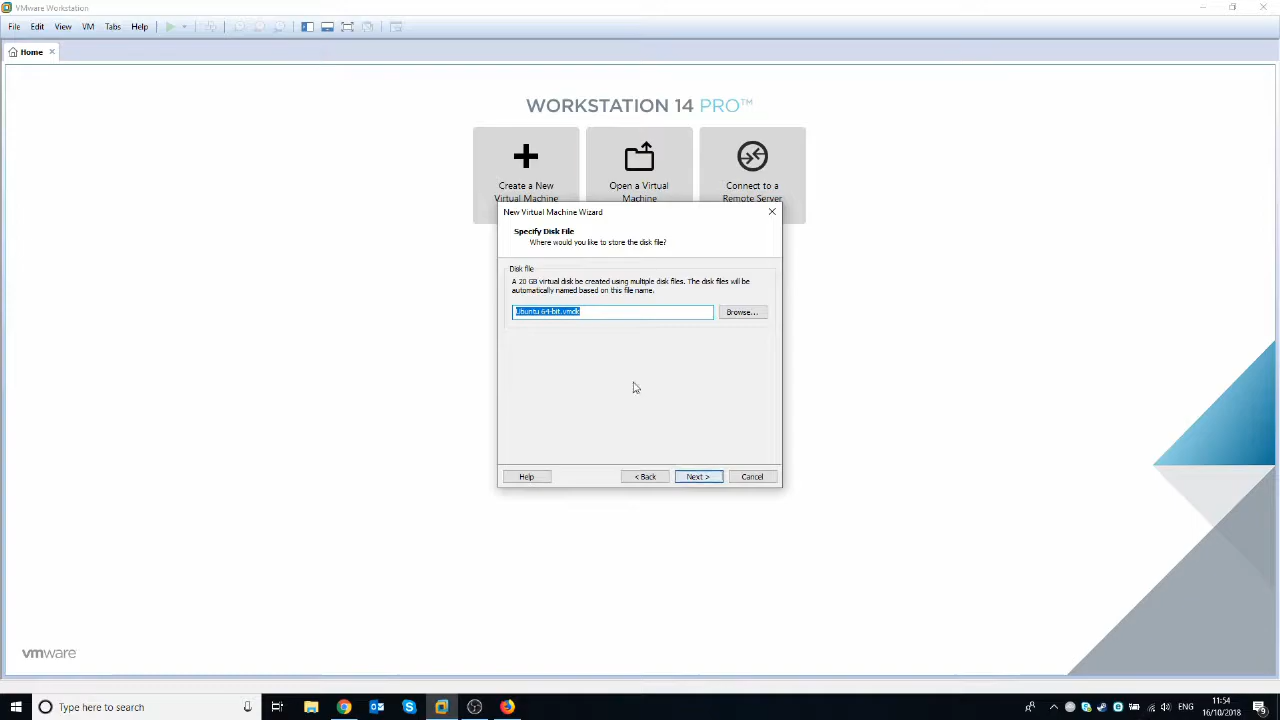 VMware Workstation
File Edit View VM Tabs Help
Home
WORKSTATION 14 PRO™
Create a New
Virtual Machine
Open a Virtual
Machine
Connect to a
Remote Server
New Virtual Machine Wizard
Specify Disk File
Where would you like to store the disk file?
Disk file
A 20 GB virtual disk be created using multiple disk files. The disk files will be
automatically named based on this file name.
Ubuntu 64-bit.vmdk
Browse...
Help
< Back
Next >
Cancel
vmware
Type here to search
ENG
11:54
16/10/2018